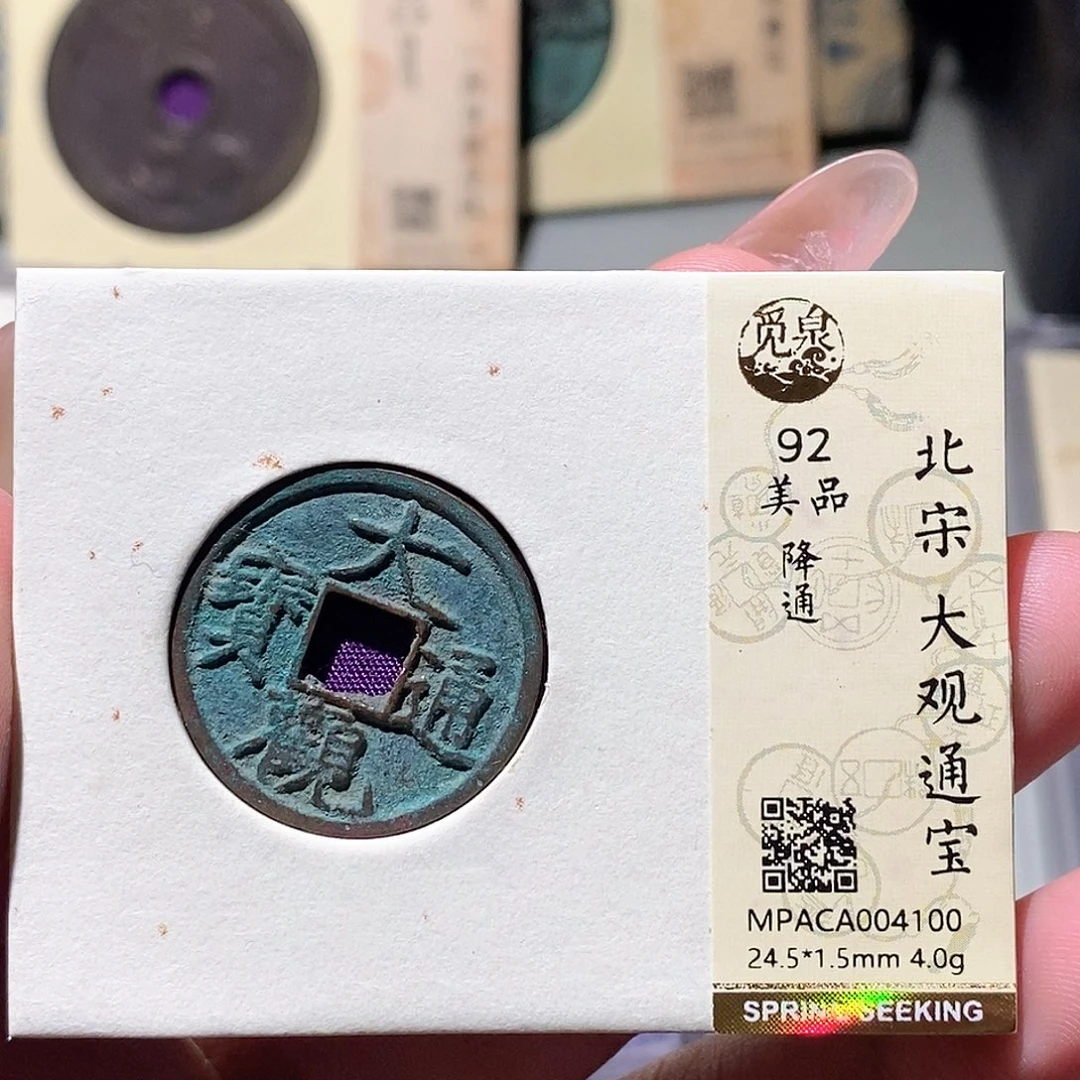 大觀通寳
觅泉
92
美品
降通
北宋大观通宝
MPACA004100
24.5*1.5mm 4.0g
SPRING SEEKING